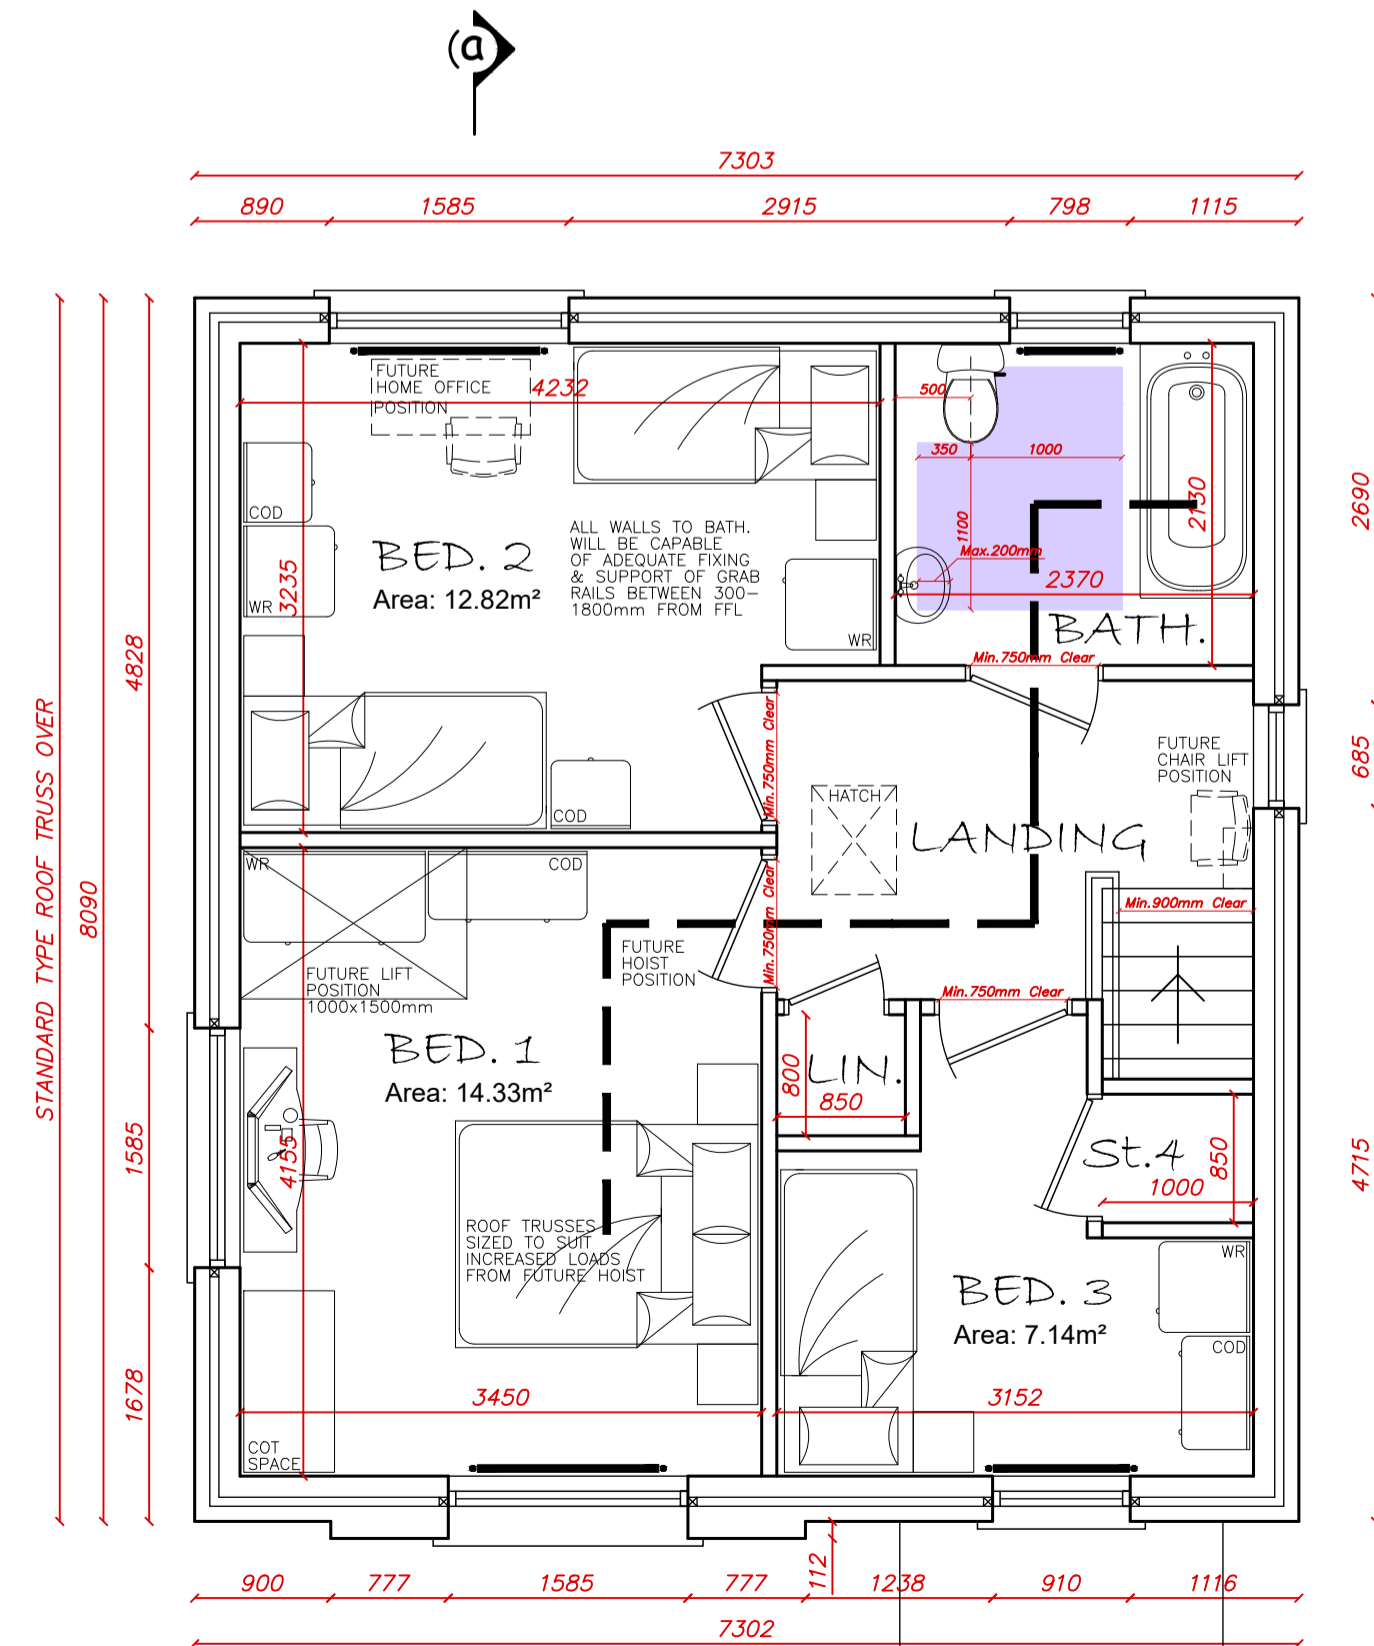 (a)
7303
890 1585 2915 798 1115
FUTURE
HOME OFFICE
POSITION
4232
500
350 1000
COD
2130
2690
ALL WALLS TO BATH.
WILL BE CAPABLE
OF ADEQUATE FIXING
& SUPPORT OF GRAB
RAILS BETWEEN 300-
1800mm FROM FFL
1100
Max.200mm
BED. 2
Area: 12.82m²
3235
WR
2370
BATH.
WR
Min.750mm Clear
4828
STANDARD TYPE ROOF TRUSS OVER
8090
Min.750mm Clear
FUTURE
CHAIR LIFT
POSITION
685
HATCH
COD
LANDING
WR
COD
Min.750mm Clear
Min.900mm Clear
FUTURE
HOIST
POSITION
FUTURE LIFT
POSITION
1000x1500mm
Min.750mm Clear
BED. 1
Area: 14.33m²
800
LIN.
850
1585
4155
St.4
850
1000
4715
ROOF TRUSSES
SIZED TO SUIT
INCREASED LOADS
FROM FUTURE HOIST
WR
BED. 3
Area: 7.14m²
COD
1678
3450
3152
COT
SPACE
112
900 777 1585 777 1238 910 1116
7302